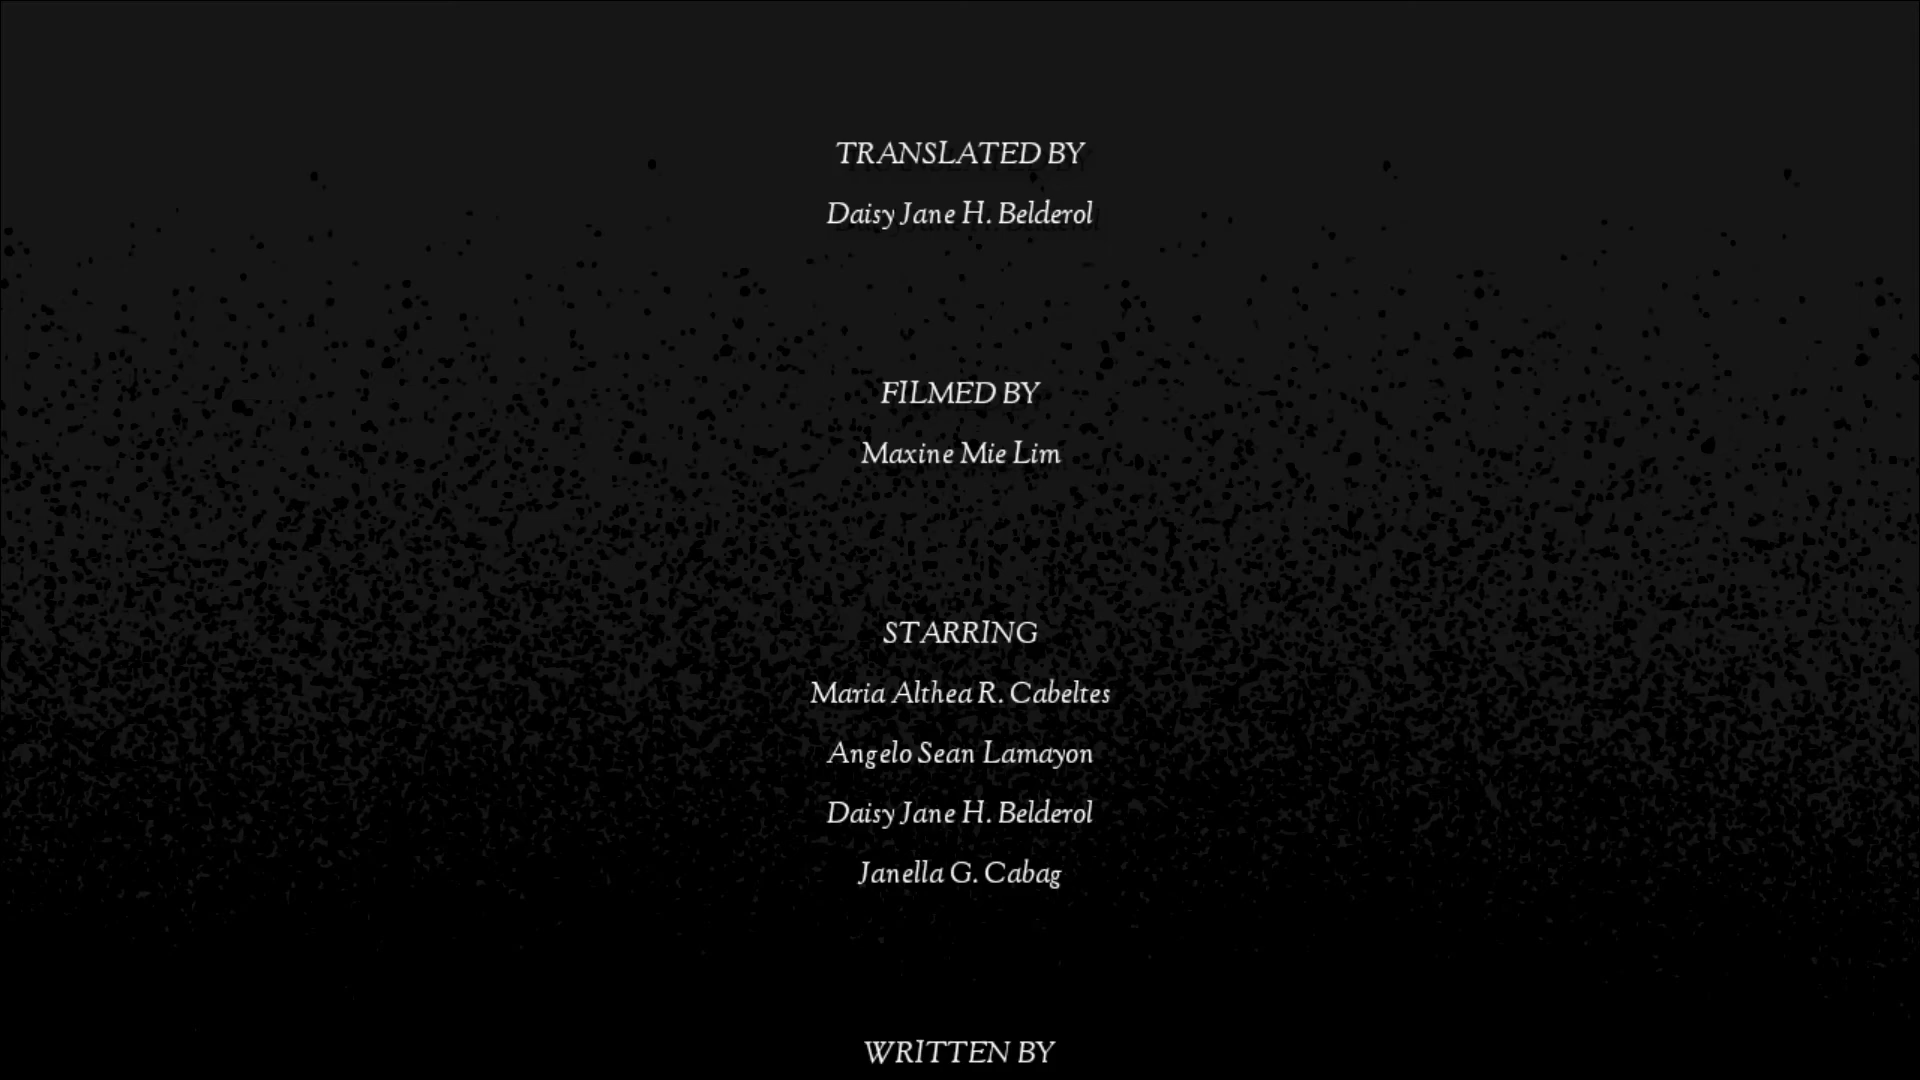 TRANSLATED BY
Daisy Jane H. Belderol
FILMED BY
Maxine Mie Lim
STARRING
Maria Althea R. Cabeltes
Angelo Sean Lamayon
Daisy Jane H. Belderol
Janella G. Cabag
WRITTEN BY